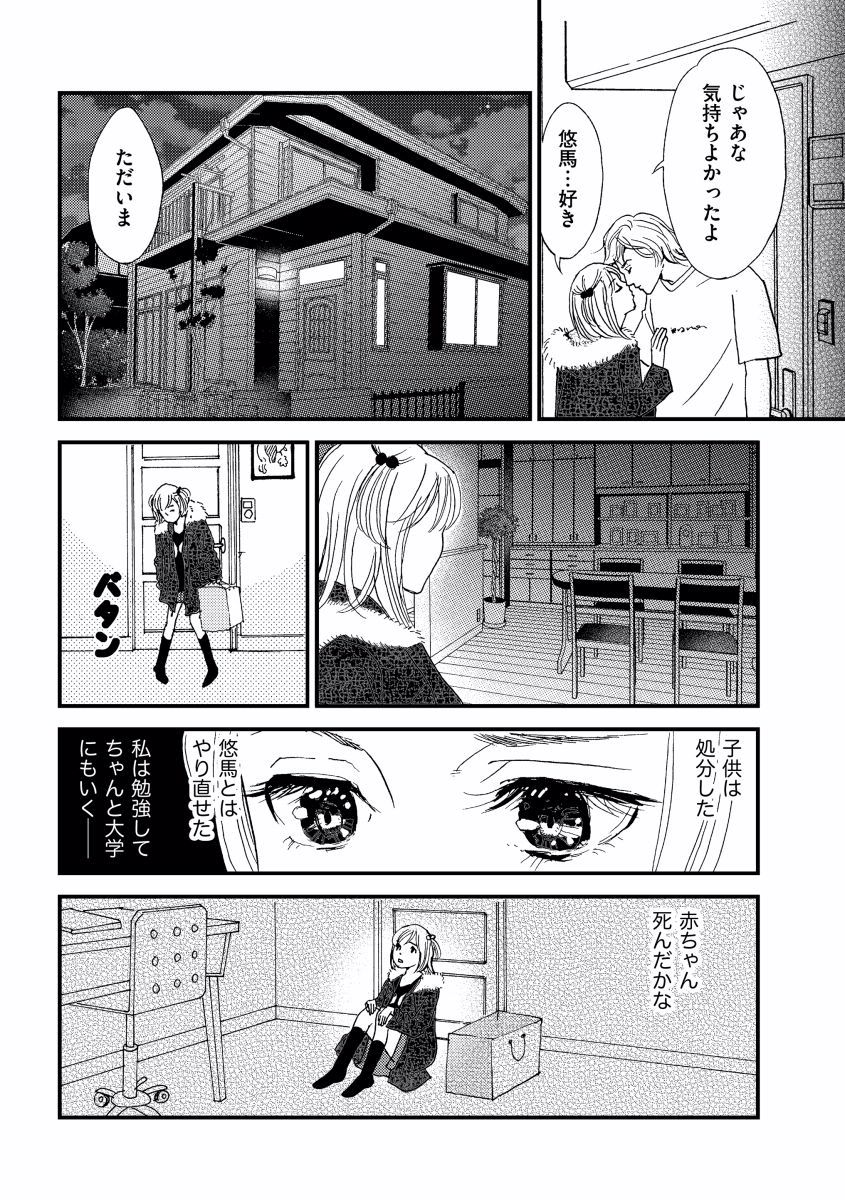 じゃあな
気持ちよかったよ
悠馬…好き
ただいま
バタン
子供は
処分した
悠馬とは
やり直せた
私は勉強して
ちゃんと大学
にもいく――
赤ちゃん
死んだかな